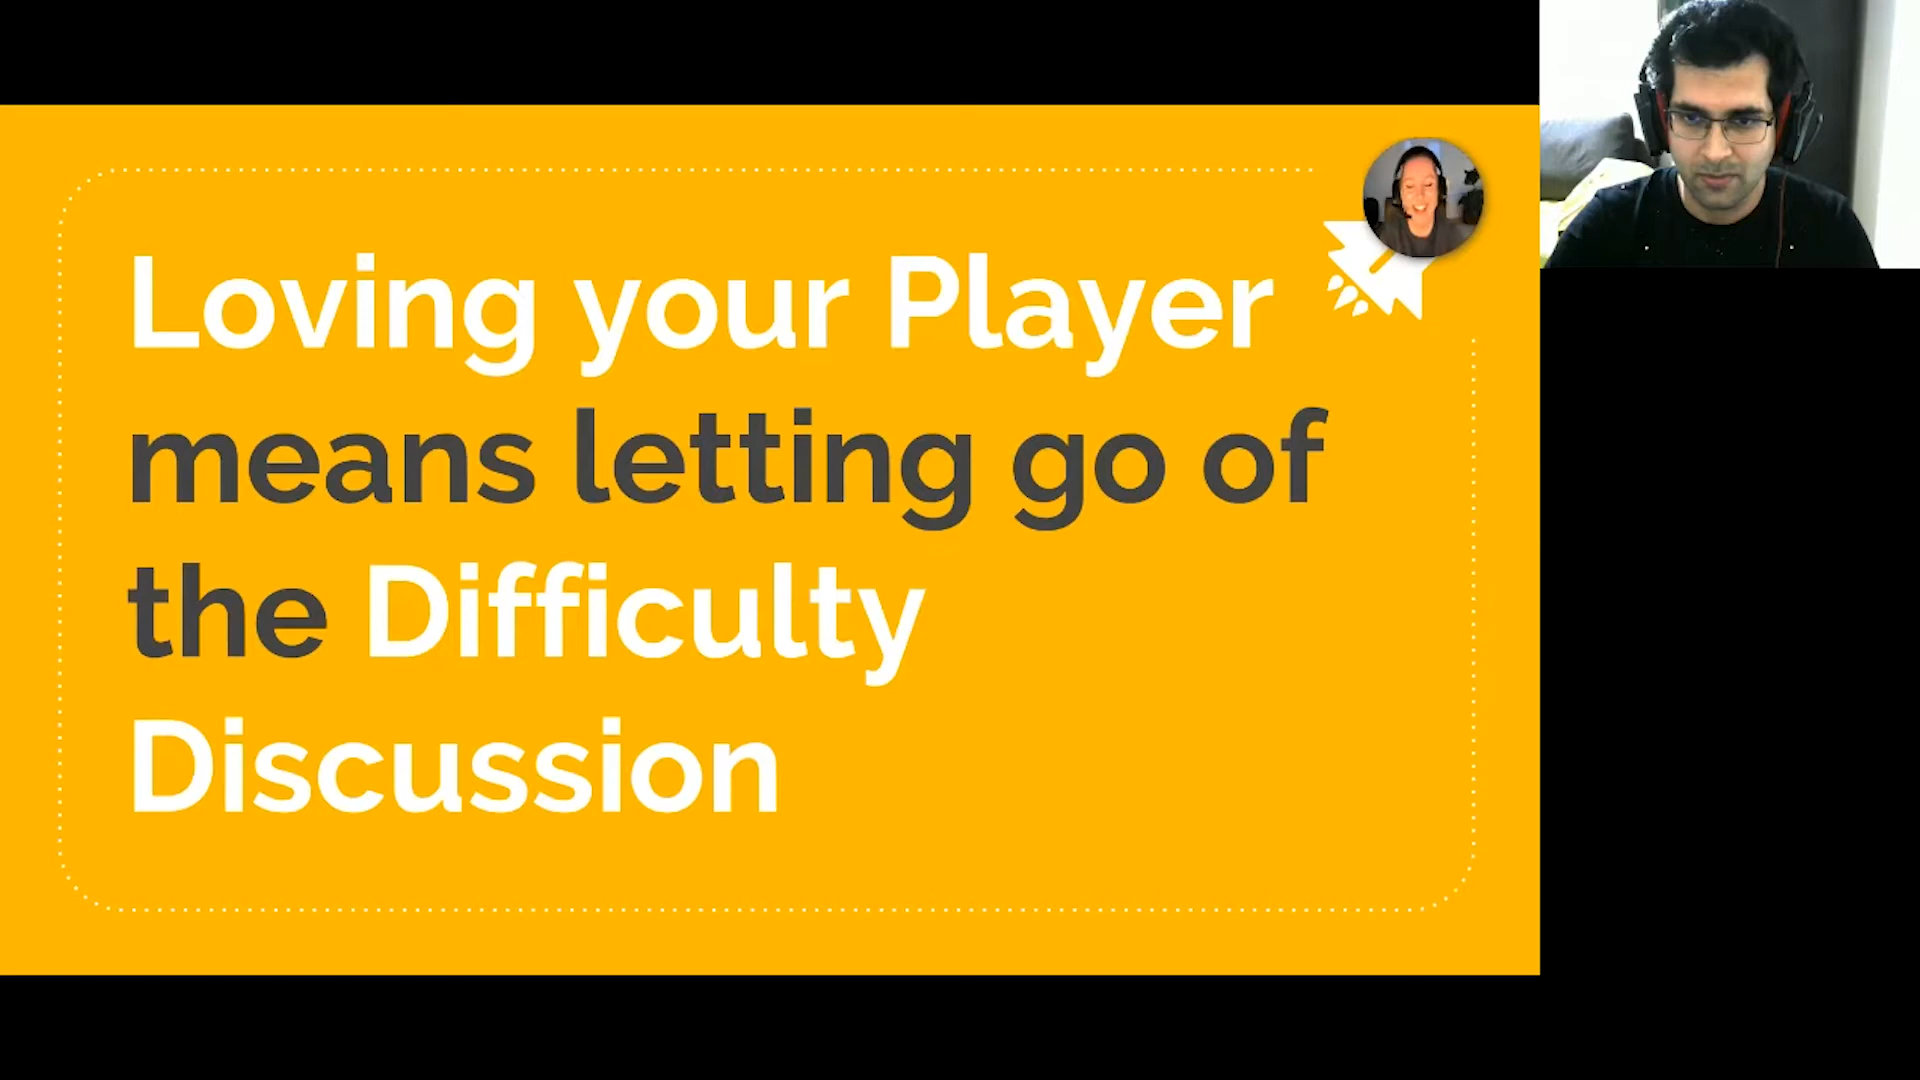 Loving your Player
means letting go of
the Difficulty
Discussion